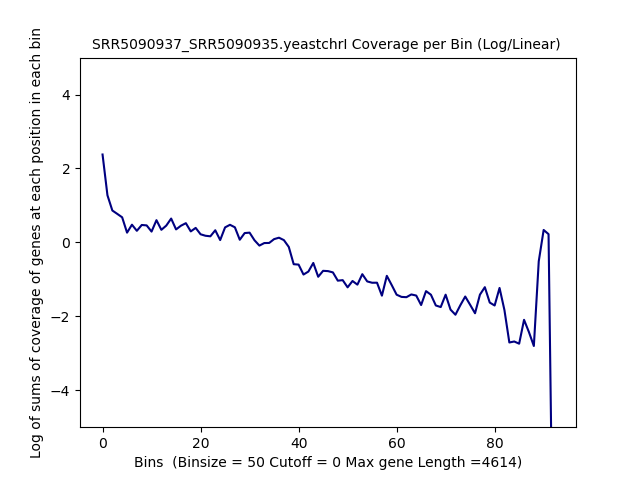 SRR5090937_SRR5090935.yeastchrI Coverage per Bin (Log/Linear)
Log of sums of coverage of genes at each position in each bin
4
2
0
−2
−4
0 20 40 60 80
Bins  (Binsize = 50 Cutoff = 0 Max gene Length =4614)